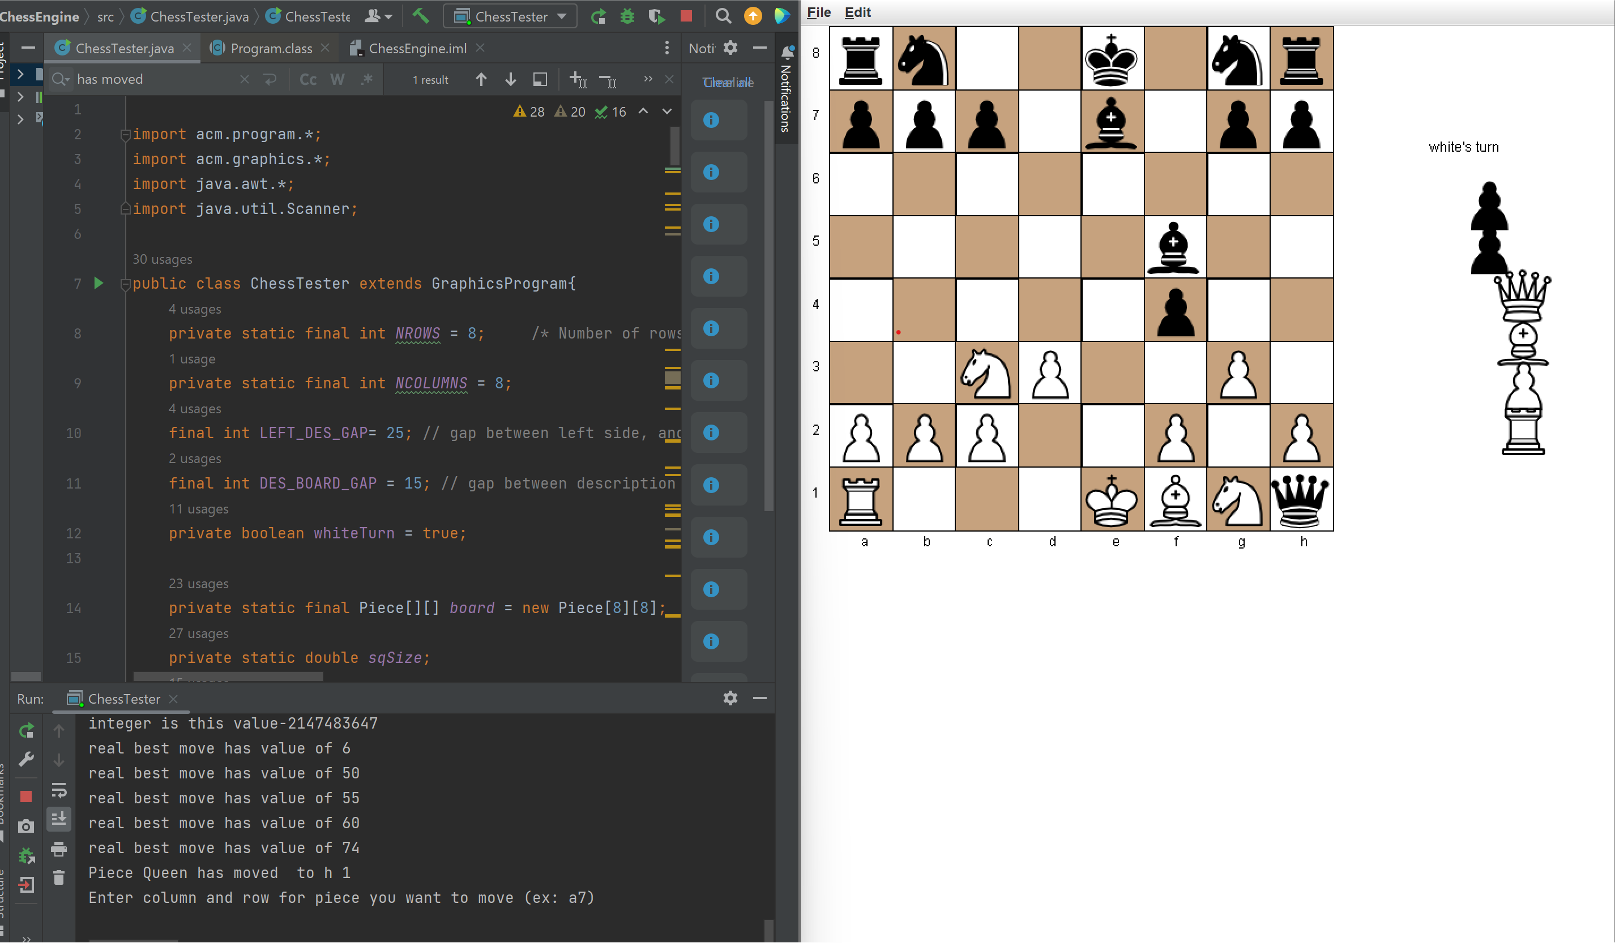 ChessEngine src ChessTester.java ChessTeste ChessTester
ChessTester.java Program.class ChessEngine.iml Noti
has moved Cc W .* 1 result
28 20 16
1
2 import acm.program.*;
3 import acm.graphics.*;
4 import java.awt.*;
5 import java.util.Scanner;
6
30 usages
7 public class ChessTester extends GraphicsProgram{
4 usages
8 private static final int NROWS = 8; /* Number of rows
1 usage
9 private static final int NCOLUMNS = 8;
4 usages
10 final int LEFT_DES_GAP= 25; // gap between left side, and
2 usages
11 final int DES_BOARD_GAP = 15; // gap between description
11 usages
12 private boolean whiteTurn = true;
13
23 usages
14 private static final Piece[][] board = new Piece[8][8];
27 usages
15 private static double sqSize;
Notifications
Run: ChessTester
integer is this value-2147483647
real best move has value of 6
real best move has value of 50
real best move has value of 55
real best move has value of 60
real best move has value of 74
Piece Queen has moved  to h 1
Enter column and row for piece you want to move (ex: a7)
File Edit
8
7
6
5
4
3
2
1
a b c d e f g h
white's turn